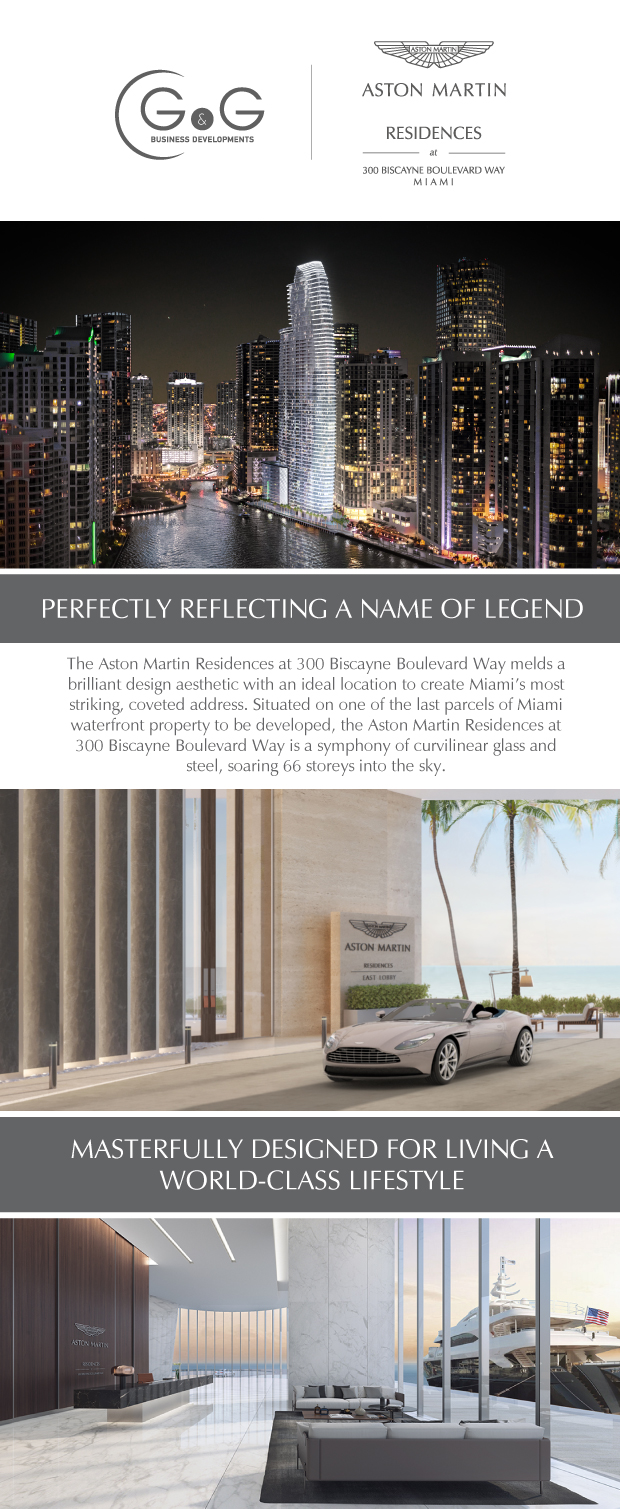 G&G
BUSINESS DEVELOPMENTS
ASTON MARTIN
ASTON MARTIN
RESIDENCES
at
300 BISCAYNE BOULEVARD WAY
MIAMI
PERFECTLY REFLECTING A NAME OF LEGEND
The Aston Martin Residences at 300 Biscayne Boulevard Way melds a
brilliant design aesthetic with an ideal location to create Miami’s most
striking, coveted address. Situated on one of the last parcels of Miami
waterfront property to be developed, the Aston Martin Residences at
300 Biscayne Boulevard Way is a symphony of curvilinear glass and
steel, soaring 66 storeys into the sky.
ASTON MARTIN
RESIDENCES
EAST LOBBY
MASTERFULLY DESIGNED FOR LIVING A
WORLD-CLASS LIFESTYLE
ASTON MARTIN